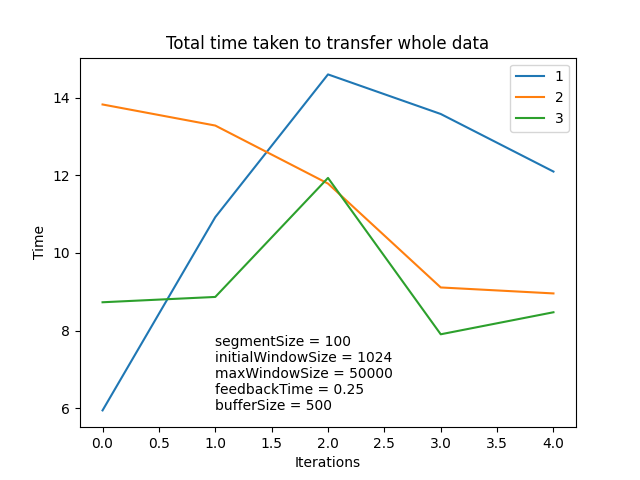 Total time taken to transfer whole data
1
2
3
14
12
10
8
6
Time
segmentSize = 100
initialWindowSize = 1024
maxWindowSize = 50000
feedbackTime = 0.25
bufferSize = 500
0.0 0.5 1.0 1.5 2.0 2.5 3.0 3.5 4.0
Iterations